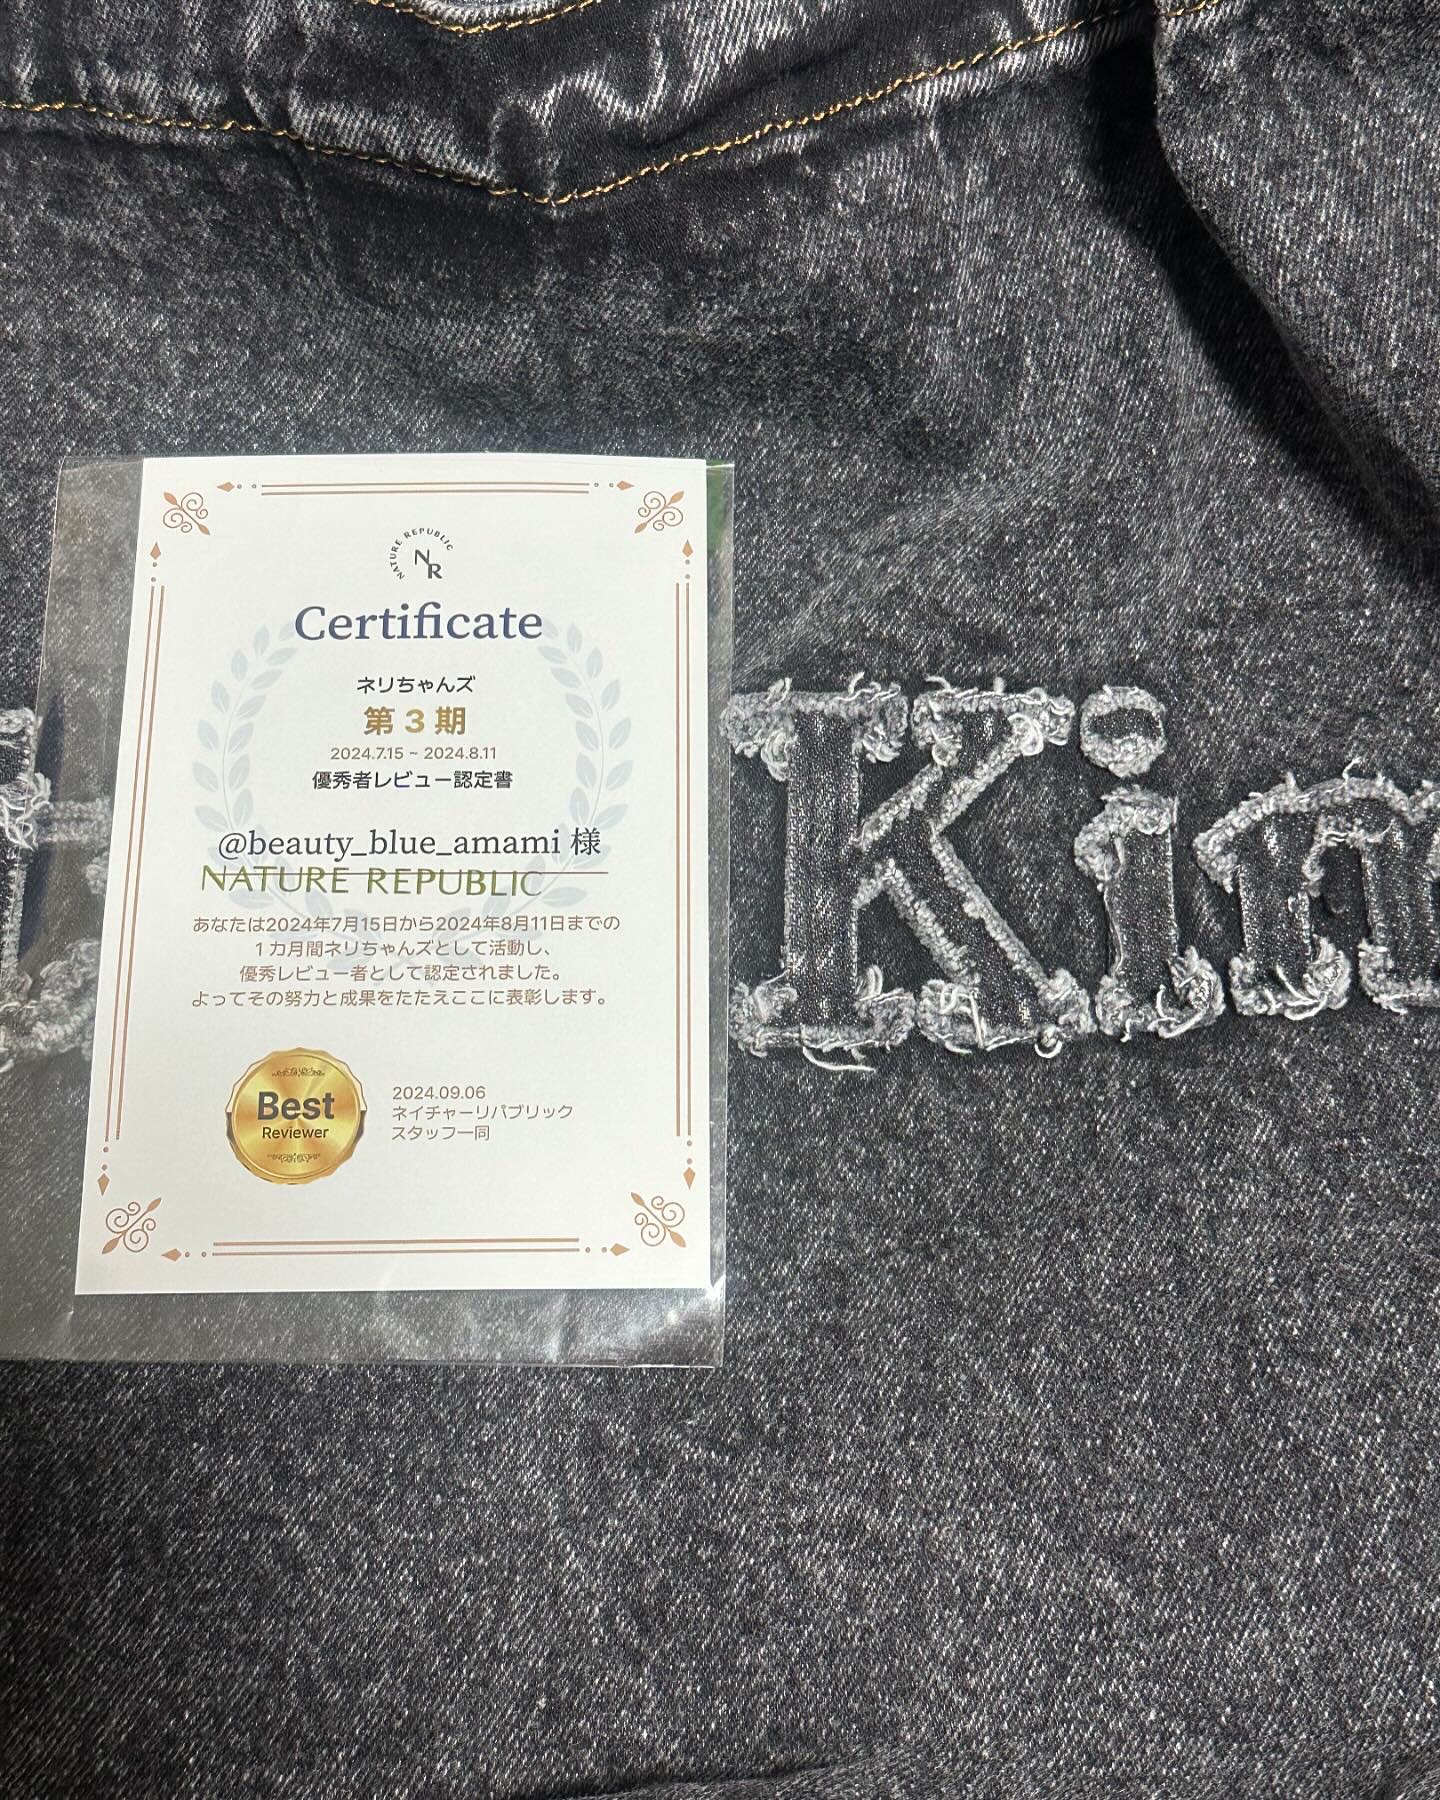 NATURE REPUBLIC
NR
Certificate
ネリちゃんズ
第3期
2024.7.15 ~ 2024.8.11
優秀者レビュー認定書
@beauty_blue_amami 様
NATURE REPUBLIC
あなたは2024年7月15日から2024年8月11日までの
1カ月間ネリちゃんズとして活動し、
優秀レビュー者として認定されました。
よってその努力と成果をたたえここに表彰します。
Best
Reviewer
2024.09.06
ネイチャーリパブリック
スタッフ一同
Kin